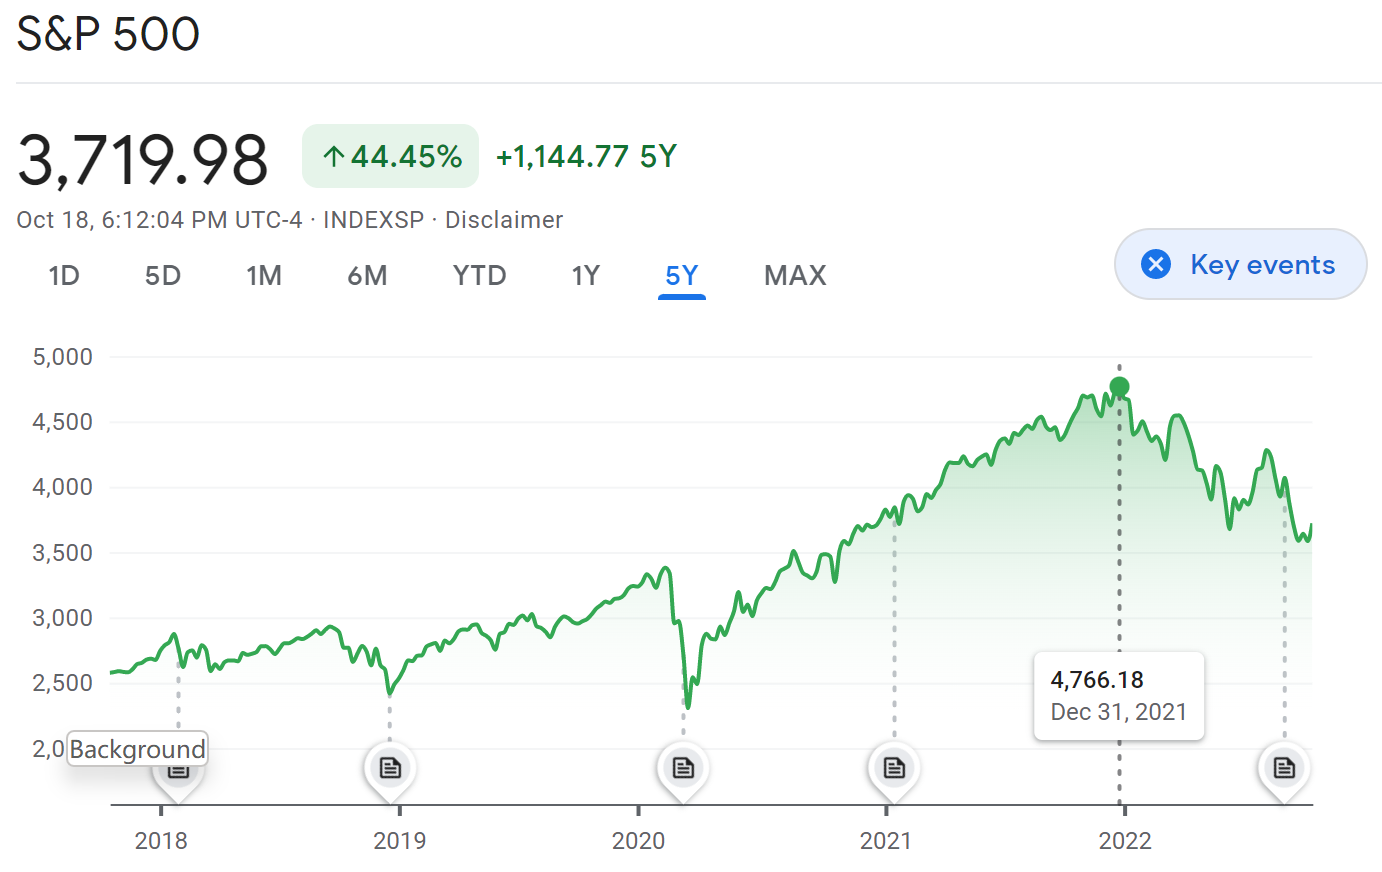 S&P 500
3,719.98
↑ 44.45%
+1,144.77 5Y
Oct 18, 6:12:04 PM UTC-4 · INDEXSP · Disclaimer
1D 5D 1M 6M YTD 1Y 5Y MAX
Key events
5,000
4,500
4,000
3,500
3,000
2,500
2,0
Background
4,766.18
Dec 31, 2021
2018 2019 2020 2021 2022